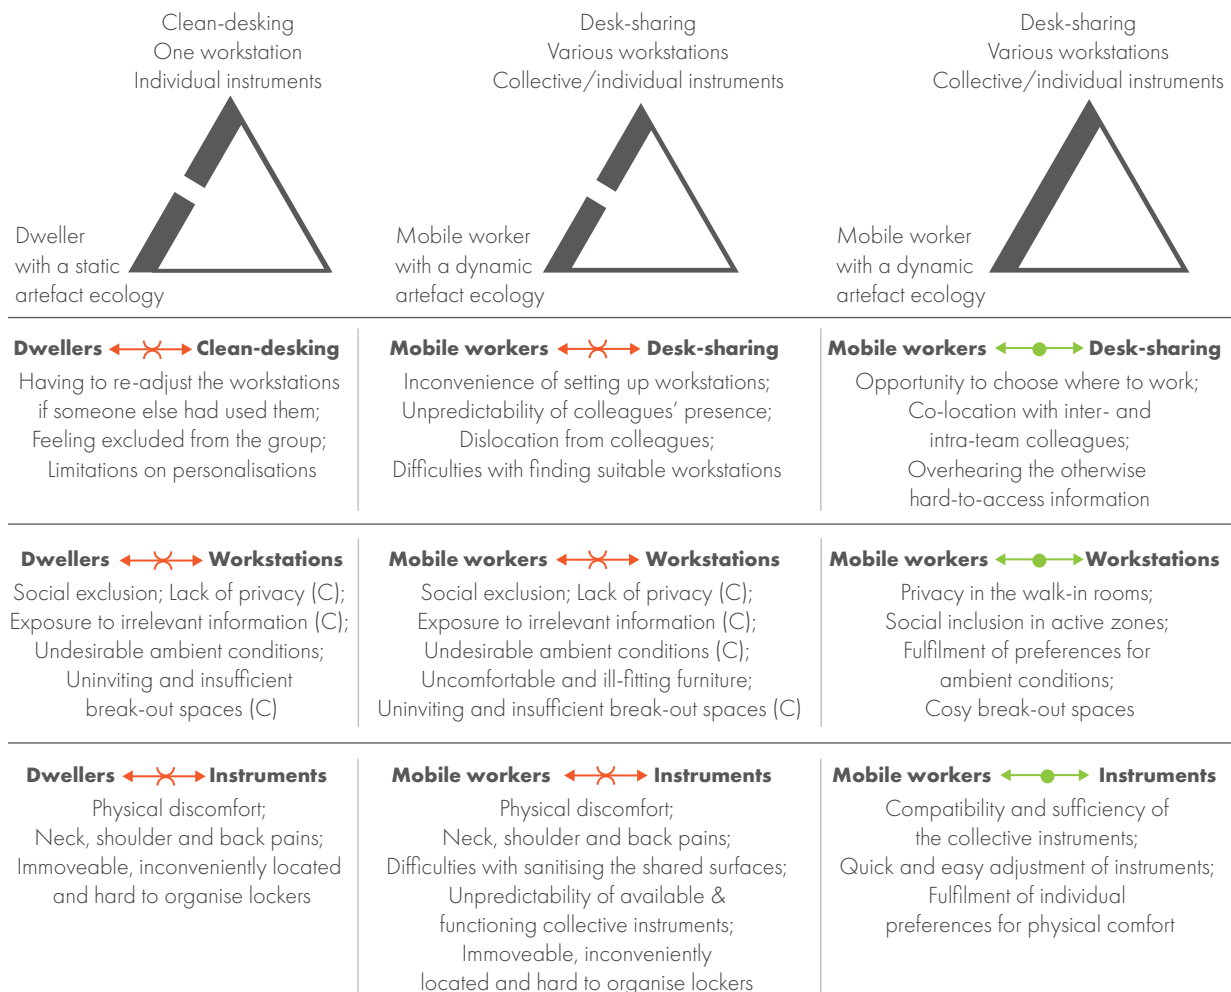 Clean-desking
One workstation
Individual instruments
Desk-sharing
Various workstations
Collective/individual instruments
Desk-sharing
Various workstations
Collective/individual instruments
Dweller
with a static
artefact ecology
Mobile worker
with a dynamic
artefact ecology
Mobile worker
with a dynamic
artefact ecology
Dwellers Clean-desking
Having to re-adjust the workstations
if someone else had used them;
Feeling excluded from the group;
Limitations on personalisations
Mobile workers Desk-sharing
Inconvenience of setting up workstations;
Unpredictability of colleagues' presence;
Dislocation from colleagues;
Difficulties with finding suitable workstations
Mobile workers Desk-sharing
Opportunity to choose where to work;
Co-location with inter- and
intra-team colleagues;
Overhearing the otherwise
hard-to-access information
Dwellers Workstations
Social exclusion; Lack of privacy (C);
Exposure to irrelevant information (C);
Undesirable ambient conditions;
Uninviting and insufficient
break-out spaces (C)
Mobile workers Workstations
Social exclusion; Lack of privacy (C);
Exposure to irrelevant information (C);
Undesirable ambient conditions (C);
Uncomfortable and ill-fitting furniture;
Uninviting and insufficient break-out spaces (C)
Mobile workers Workstations
Privacy in the walk-in rooms;
Social inclusion in active zones;
Fulfilment of preferences for
ambient conditions;
Cosy break-out spaces
Dwellers Instruments
Physical discomfort;
Neck, shoulder and back pains;
Immoveable, inconveniently located
and hard to organise lockers
Mobile workers Instruments
Physical discomfort;
Neck, shoulder and back pains;
Difficulties with sanitising the shared surfaces;
Unpredictability of available &
functioning collective instruments;
Immoveable, inconveniently
located and hard to organise lockers
Mobile workers Instruments
Compatibility and sufficiency of
the collective instruments;
Quick and easy adjustment of instruments;
Fulfilment of individual
preferences for physical comfort